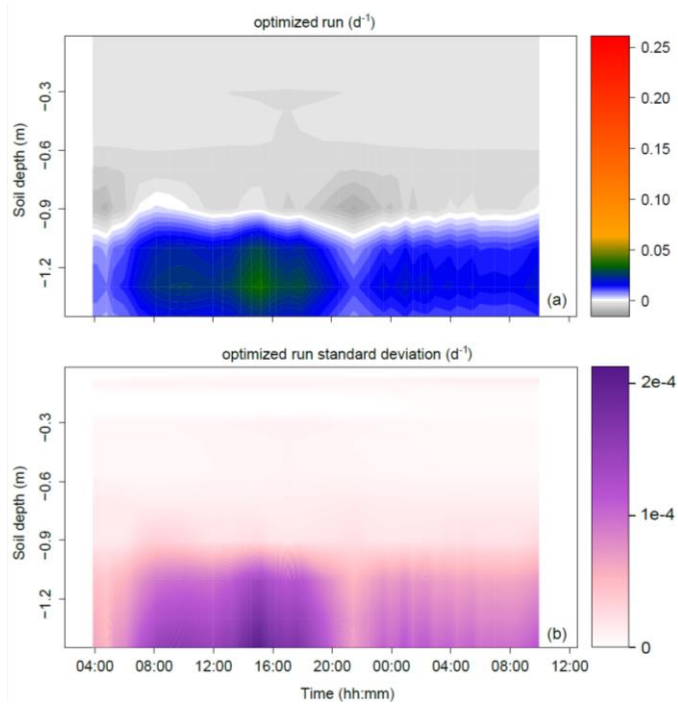 optimized run (d⁻¹)
Soil depth (m)
−0.3
−0.6
−0.9
−1.2
0.25
0.20
0.15
0.10
0.05
0
(a)
optimized run standard deviation (d⁻¹)
Soil depth (m)
−0.3
−0.6
−0.9
−1.2
2e-4
1e-4
0
(b)
04:00 08:00 12:00 16:00 20:00 00:00 04:00 08:00 12:00
Time (hh:mm)